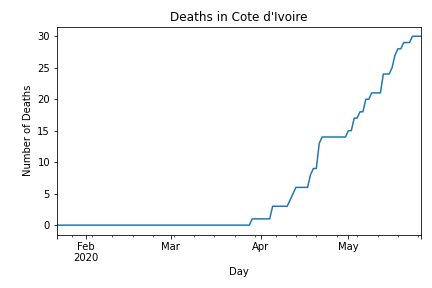 Deaths in Cote d'Ivoire
30
25
20
15
10
5
0
Number of Deaths
Feb
2020
Mar
Apr
May
Day